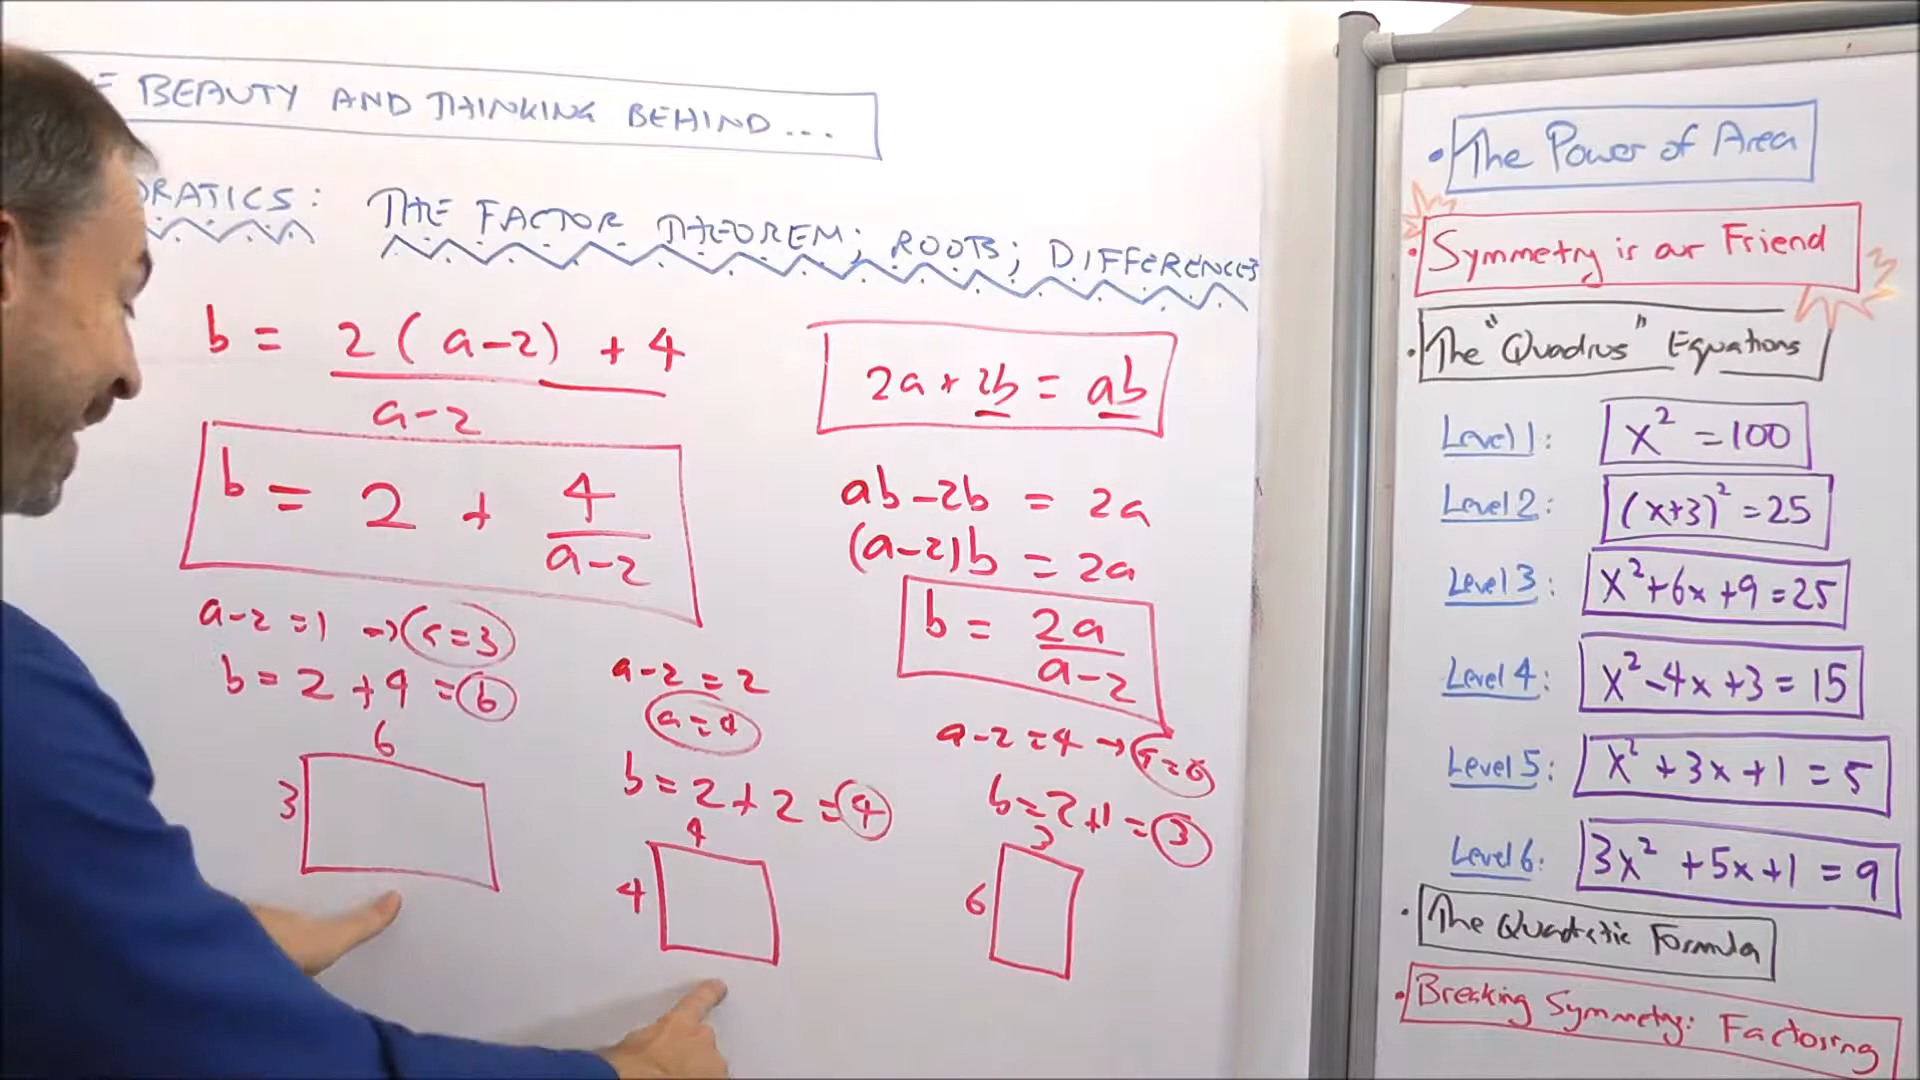 BEAUTY AND THINKING BEHIND...
DRATICS: THE FACTOR THEOREM; ROOTS; DIFFERENCES
b = 2(a-2) + 4
a-2
b = 2 + 4
a-2
a-2 = 1 → a=3
b = 2 + 4 = 6
6
3
a-2 = 2
a=4
b = 2 + 2 = 4
4
4
2a + 2b = ab
ab - 2b = 2a
(a-2)b = 2a
b = 2a
a-2
a-2 = 4 → a=6
b = 2+1 = 3
3
6
• The Power of Area
• Symmetry is our Friend
• The "Quadrus" Equations
Level 1: x² = 100
Level 2: (x+3)² = 25
Level 3: x²+6x+9=25
Level 4: x²-4x+3=15
Level 5: x²+3x+1=5
Level 6: 3x²+5x+1=9
• The Quadratic Formula
• Breaking Symmetry: Factoring